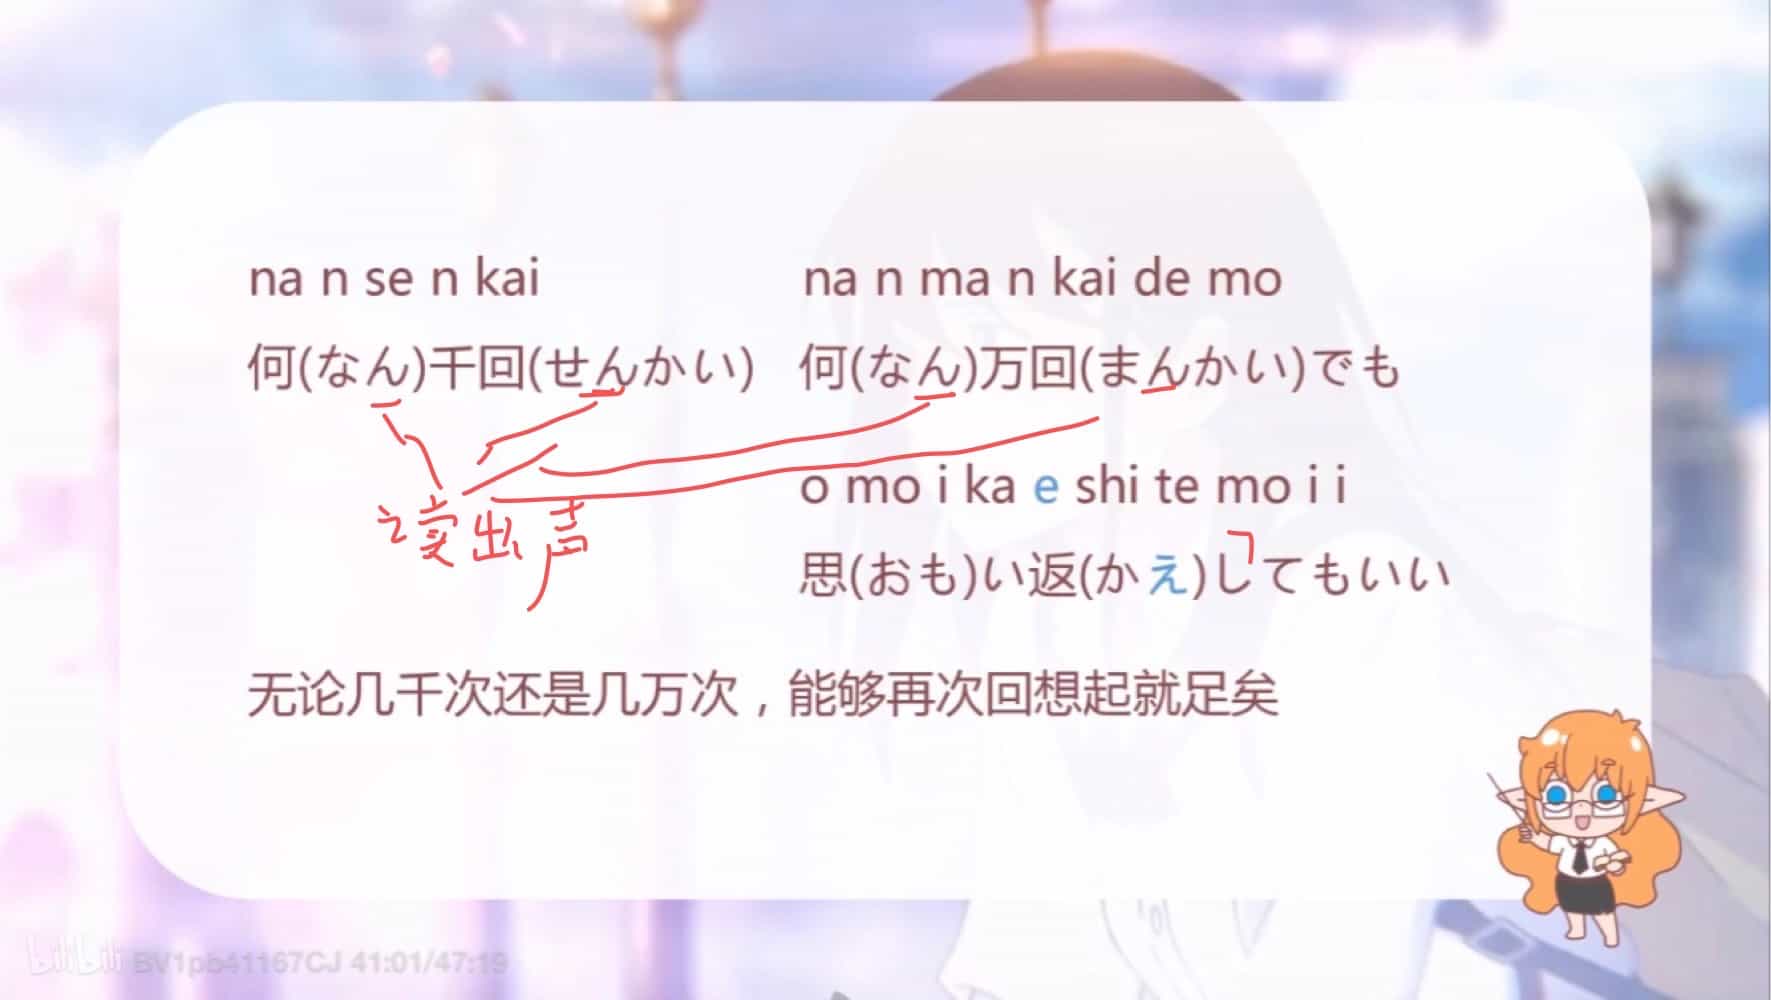 na n se n kai na n ma n kai de mo
何(なん)千回(せんかい) 何(なん)万回(まんかい)でも
o mo i ka e shi te mo i i
读出声
思(おも)い返(かえ)してもいい
无论几千次还是几万次，能够再次回想起就足矣
bilibili BV1pb41167CJ 41:01/47:19